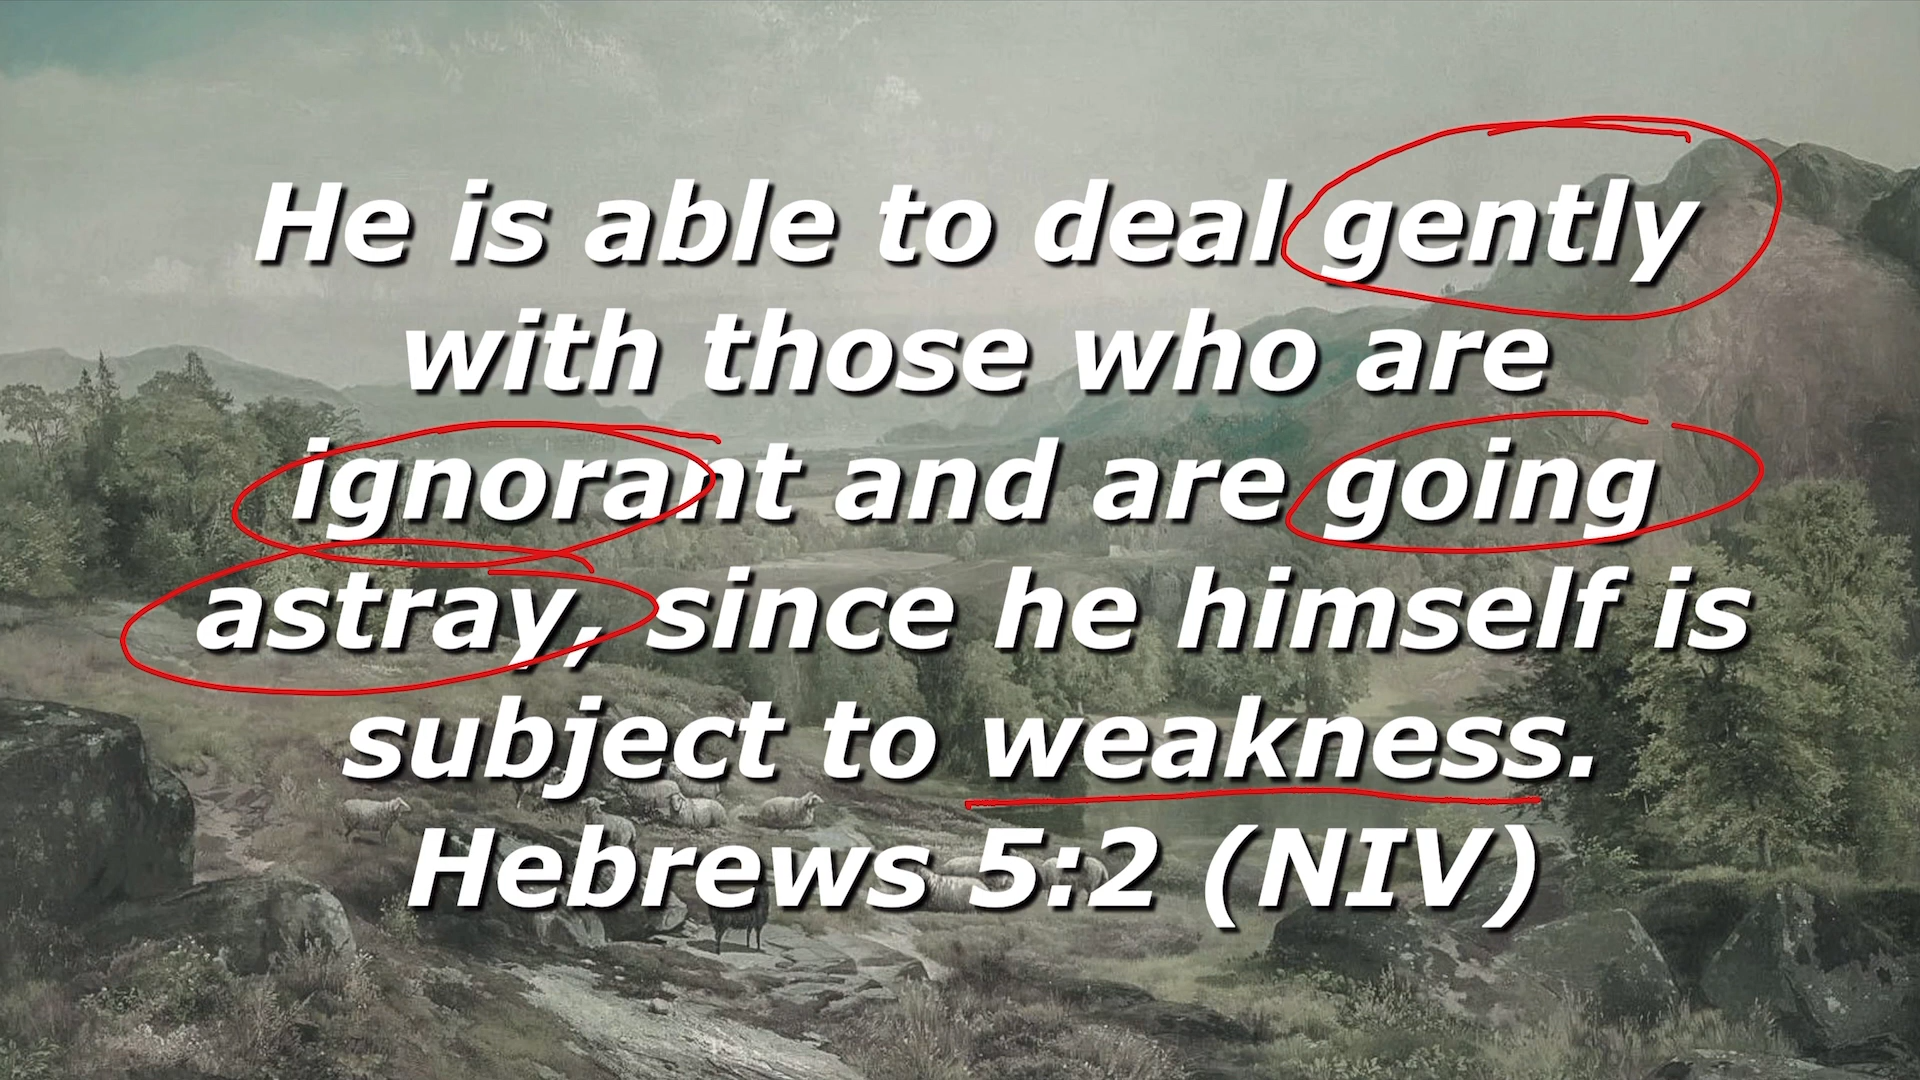 He is able to deal gently
with those who are
ignorant and are going
astray, since he himself is
subject to weakness.
Hebrews 5:2 (NIV)